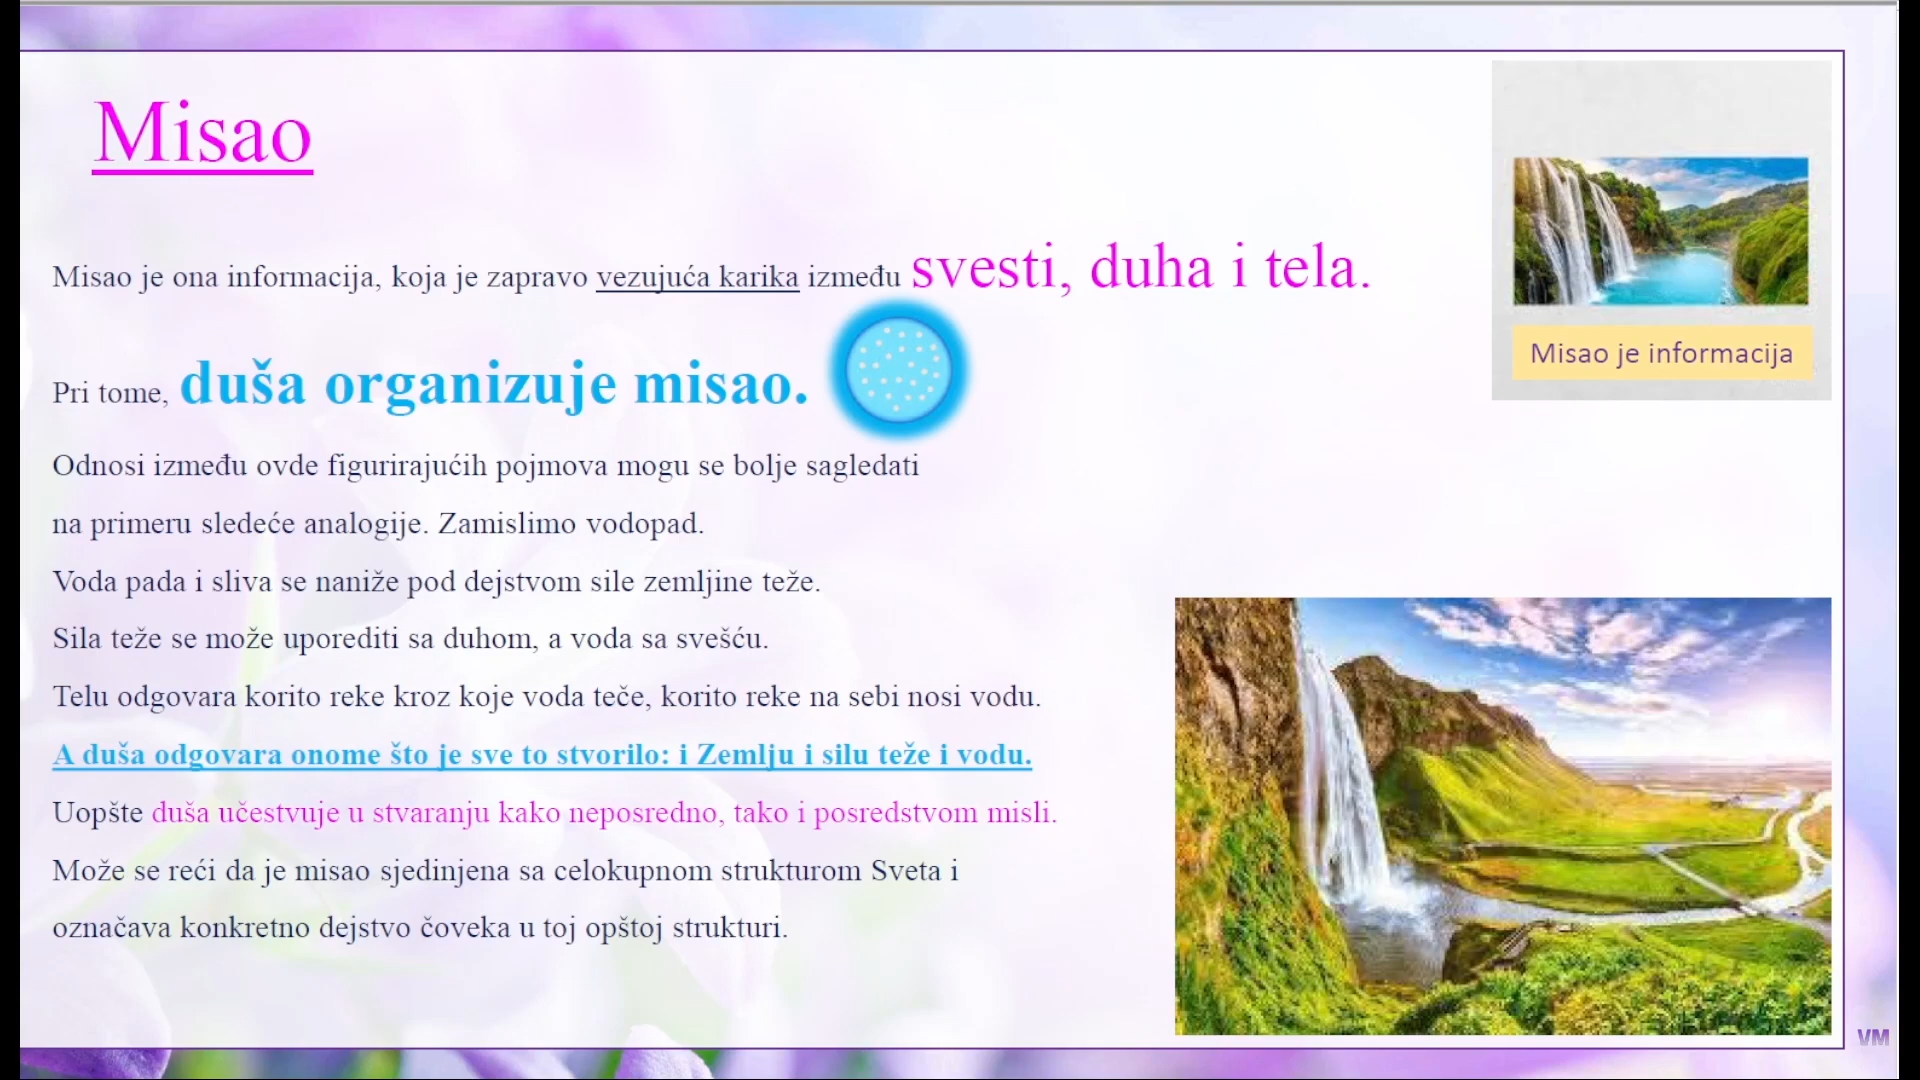 Misao
Misao je ona informacija, koja je zapravo vezujuća karika između svesti, duha i tela.
Pri tome, duša organizuje misao.
Misao je informacija
Odnosi između ovde figurirajućih pojmova mogu se bolje sagledati
na primeru sledeće analogije. Zamislimo vodopad.
Voda pada i sliva se naniže pod dejstvom sile zemljine teže.
Sila teže se može uporediti sa duhom, a voda sa svešću.
Telu odgovara korito reke kroz koje voda teče, korito reke na sebi nosi vodu.
A duša odgovara onome što je sve to stvorilo: i Zemlju i silu teže i vodu.
Uopšte duša učestvuje u stvaranju kako neposredno, tako i posredstvom misli.
Može se reći da je misao sjedinjena sa celokupnom strukturom Sveta i
označava konkretno dejstvo čoveka u toj opštoj strukturi.
VM